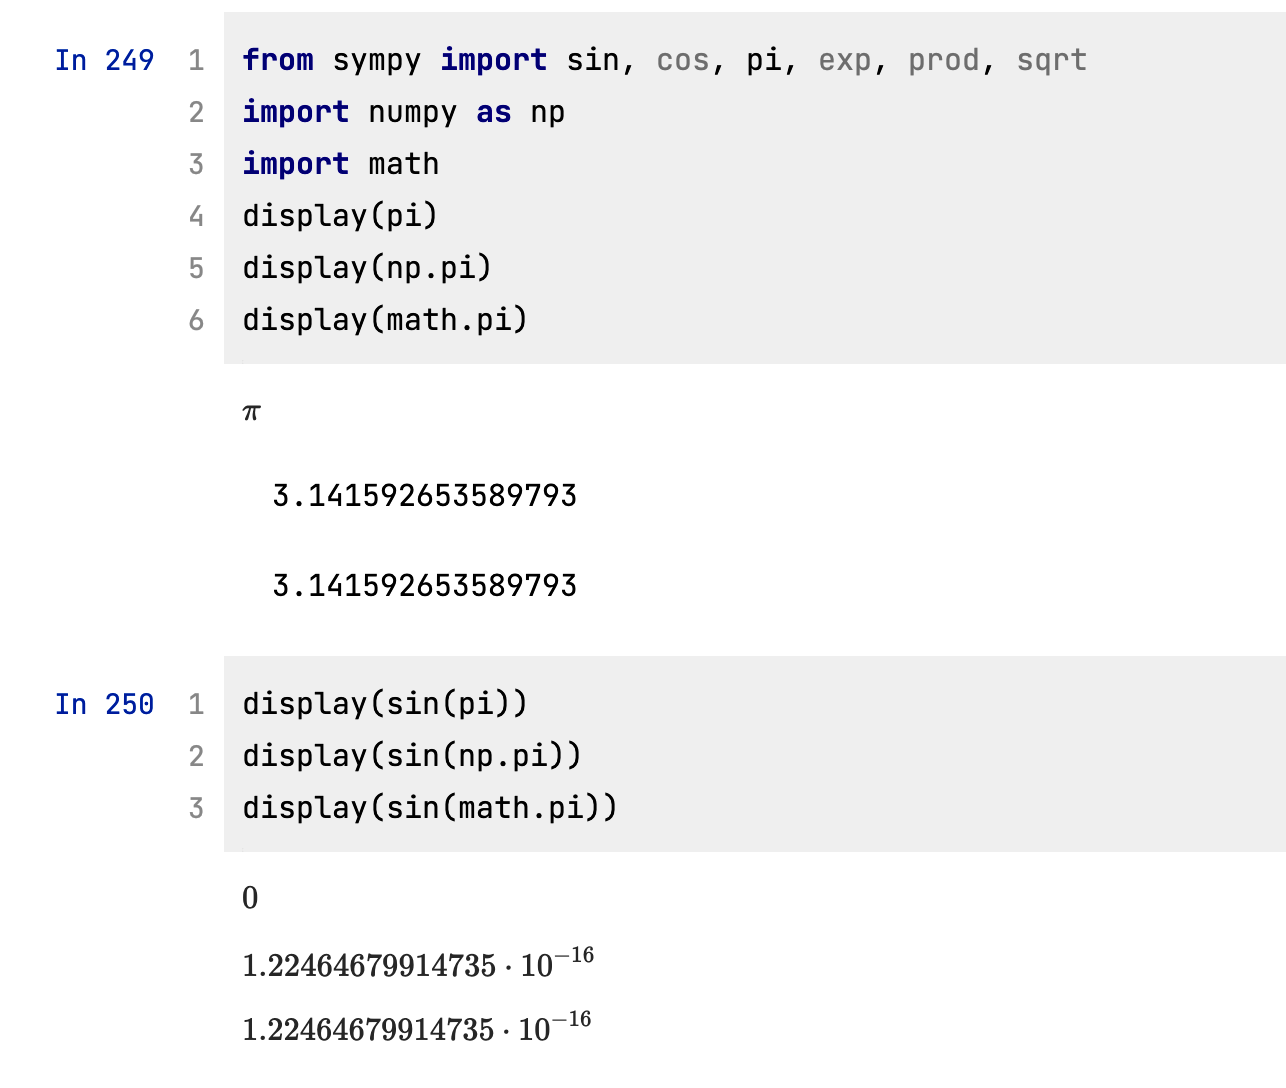 In 249 1 from sympy import sin, cos, pi, exp, prod, sqrt
2 import numpy as np
3 import math
4 display(pi)
5 display(np.pi)
6 display(math.pi)
π
3.141592653589793
3.141592653589793
In 250 1 display(sin(pi))
2 display(sin(np.pi))
3 display(sin(math.pi))
0
1.22464679914735 · 10⁻¹⁶
1.22464679914735 · 10⁻¹⁶